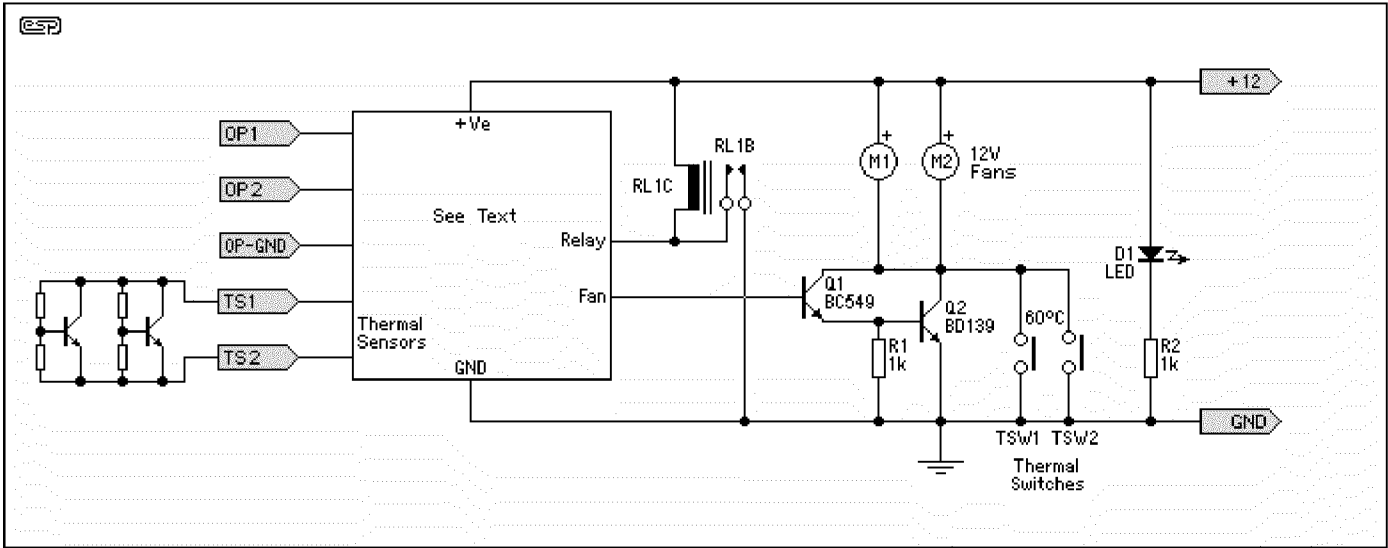 esp
+12
+Ve
OP1
RL1B
M1
M2
12V
Fans
RL1C
OP2
See Text
OP-GND
Relay
D1
LED
Q1
BC549
Fan
TS1
Q2
BD139
60ºC
Thermal
Sensors
R1
1k
R2
1k
TS2
GND
GND
TSW1 TSW2
Thermal
Switches